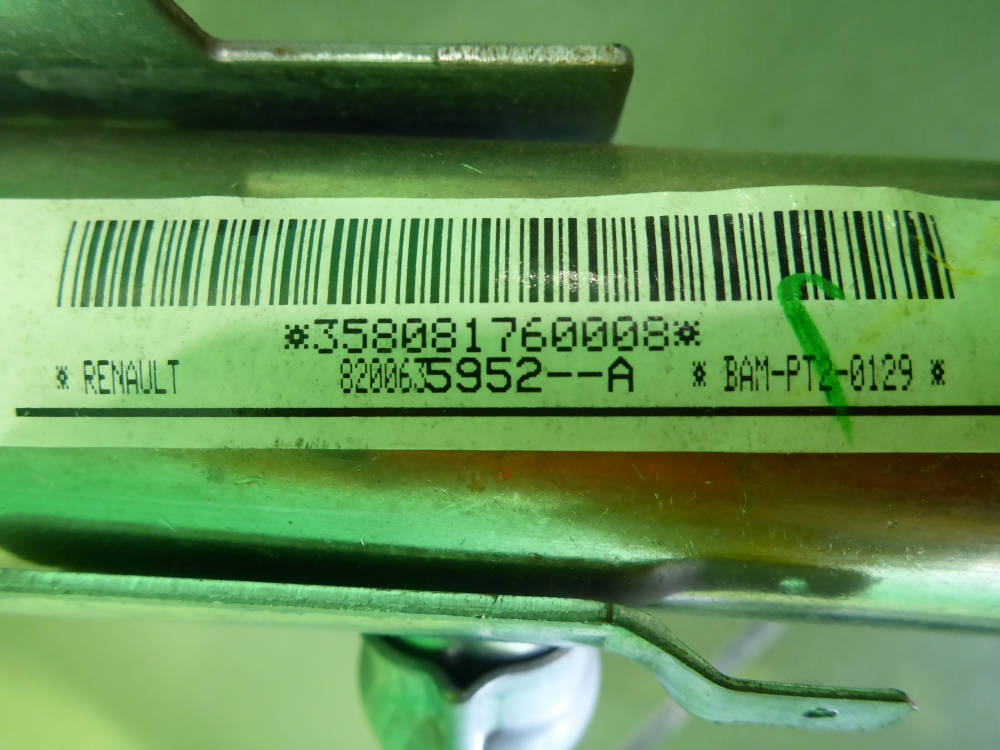 *358081760008*
* RENAULT 8200635952--A * BAM-PT2-0129 *